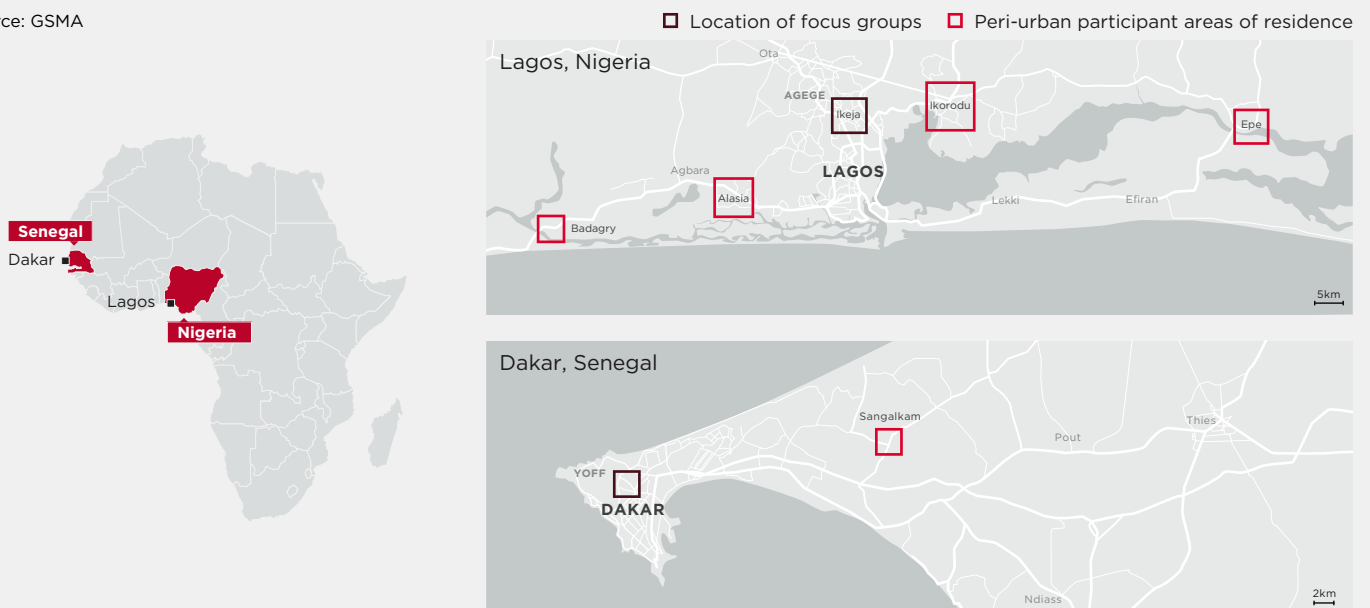 rce: GSMA
Location of focus groups
Peri-urban participant areas of residence
Lagos, Nigeria
Ota
AGEGE
Ikeja
Ikorodu
Epe
Agbara
LAGOS
Alasia
Lekki
Efiran
Badagry
5km
Senegal
Dakar
Lagos
Nigeria
Dakar, Senegal
Sangalkam
Thies
Pout
YOFF
DAKAR
Ndiass
2km